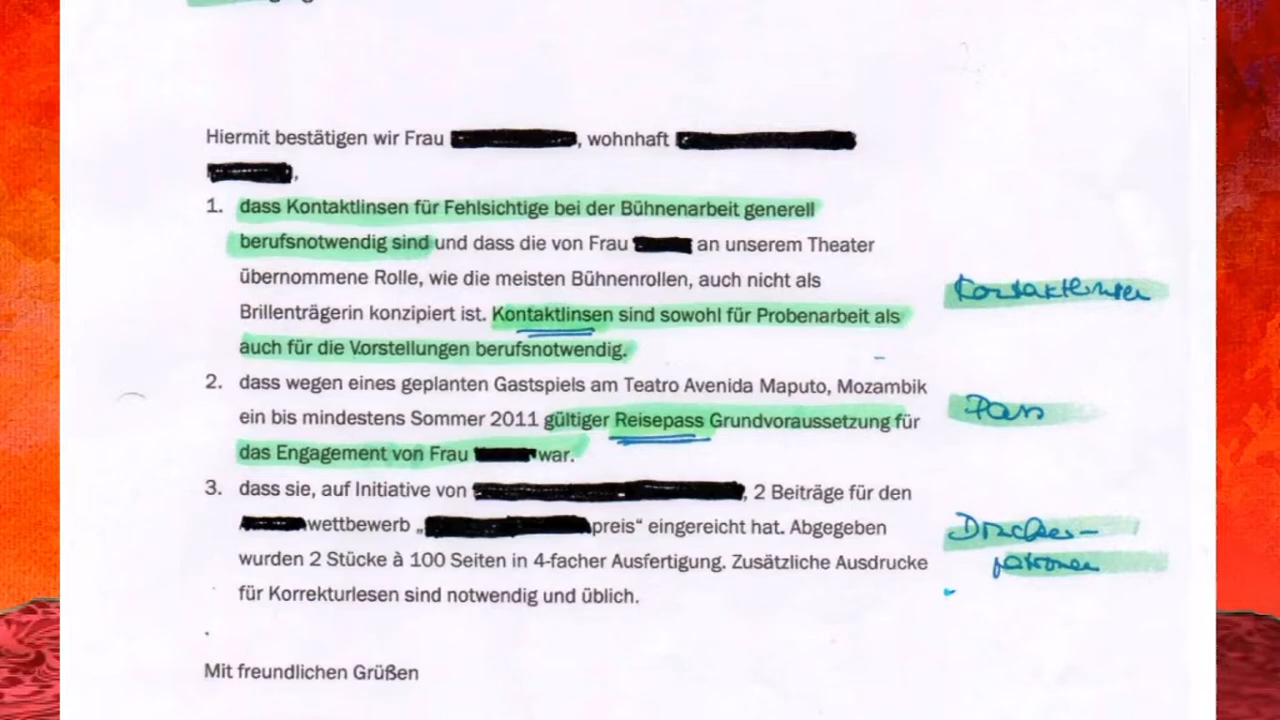 Hiermit bestätigen wir Frau , wohnhaft
,
1. dass Kontaktlinsen für Fehlsichtige bei der Bühnenarbeit generell
berufsnotwendig sind und dass die von Frau an unserem Theater
übernommene Rolle, wie die meisten Bühnenrollen, auch nicht als
Brillenträgerin konzipiert ist. Kontaktlinsen sind sowohl für Probenarbeit als
auch für die Vorstellungen berufsnotwendig.
Kontaktlinsen
2. dass wegen eines geplanten Gastspiels am Teatro Avenida Maputo, Mozambik
ein bis mindestens Sommer 2011 gültiger Reisepass Grundvoraussetzung für
das Engagement von Frau war.
Pass
3. dass sie, auf Initiative von , 2 Beiträge für den
wettbewerb „ preis“ eingereicht hat. Abgegeben
wurden 2 Stücke à 100 Seiten in 4-facher Ausfertigung. Zusätzliche Ausdrucke
für Korrekturlesen sind notwendig und üblich.
Drucker-
patronen
Mit freundlichen Grüßen